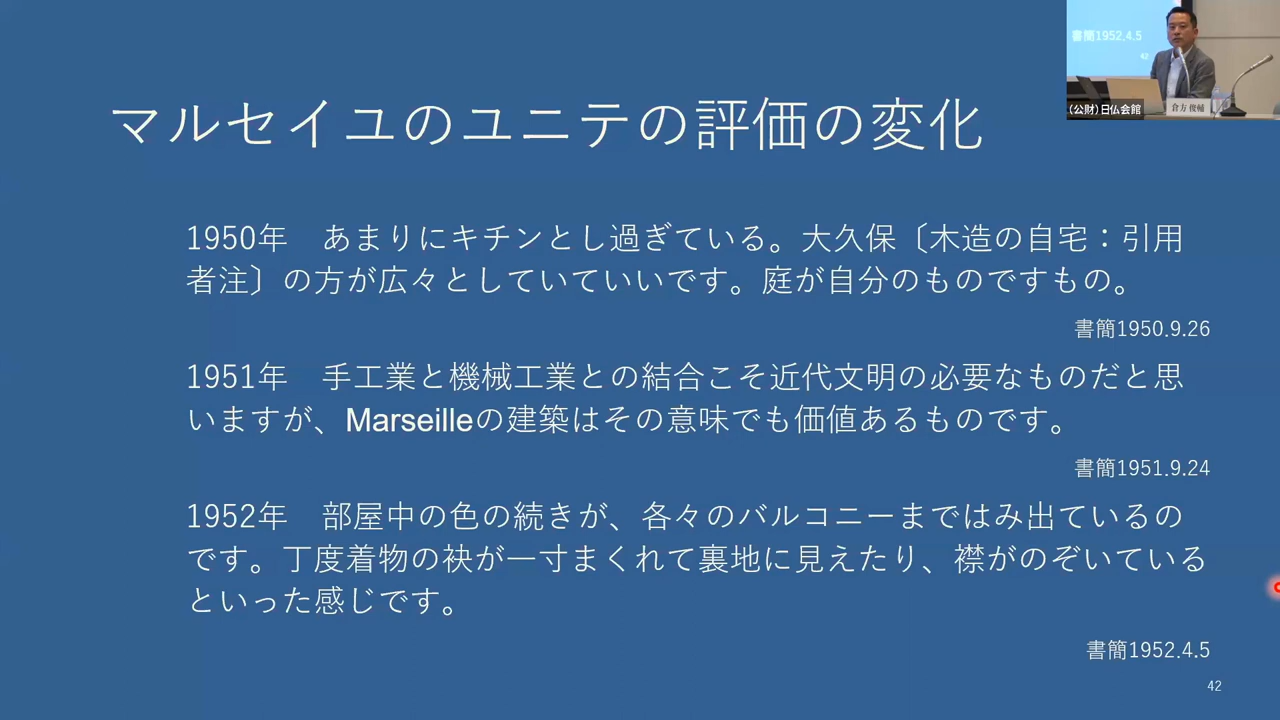 マルセイユのユニテの評価の変化
1950年　あまりにキチンとし過ぎている。大久保〔木造の自宅：引用
者注〕の方が広々としていていいです。庭が自分のものですもの。
書簡1950.9.26
1951年　手工業と機械工業との結合こそ近代文明の必要なものだと思
いますが、Marseilleの建築はその意味でも価値あるものです。
書簡1951.9.24
1952年　部屋中の色の続きが、各々のバルコニーまではみ出ているの
です。丁度着物の袂が一寸まくれて裏地に見えたり、襟がのぞいている
といった感じです。
書簡1952.4.5
42
書簡1952.4.5
42
(公財)日仏会館
倉方 俊輔